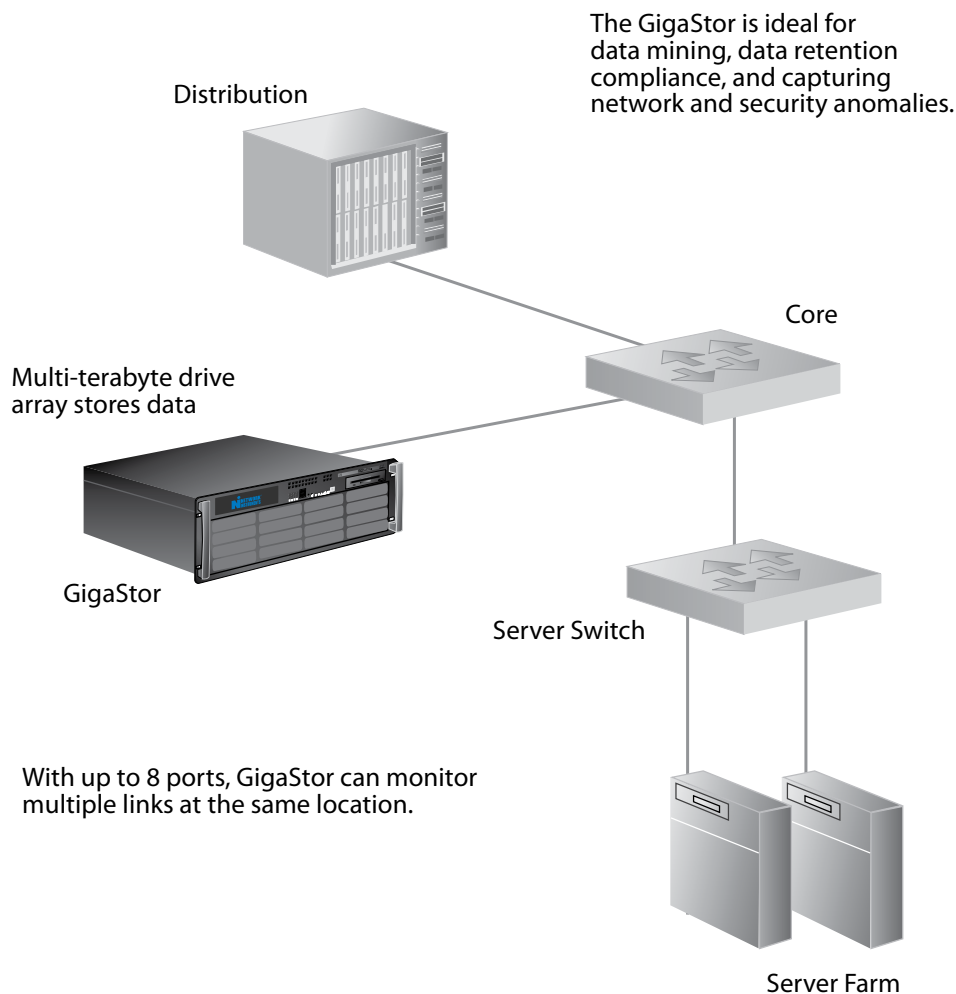 The GigaStor is ideal for
data mining, data retention
compliance, and capturing
network and security anomalies.
Distribution
Core
Multi-terabyte drive
array stores data
NETWORK
INSTRUMENTS
GigaStor
Server Switch
With up to 8 ports, GigaStor can monitor
multiple links at the same location.
Server Farm